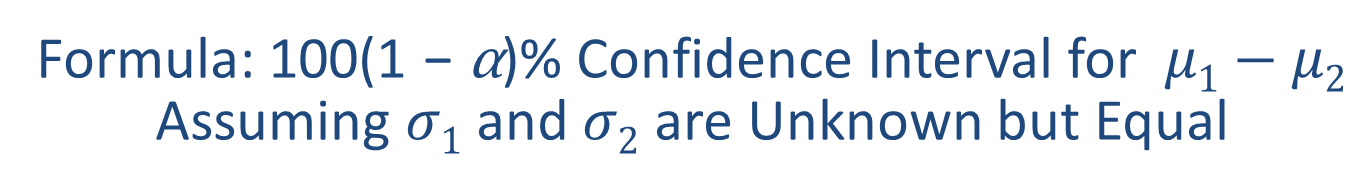 Formula: 100(1 − α)% Confidence Interval for μ₁ − μ₂
Assuming σ₁ and σ₂ are Unknown but Equal